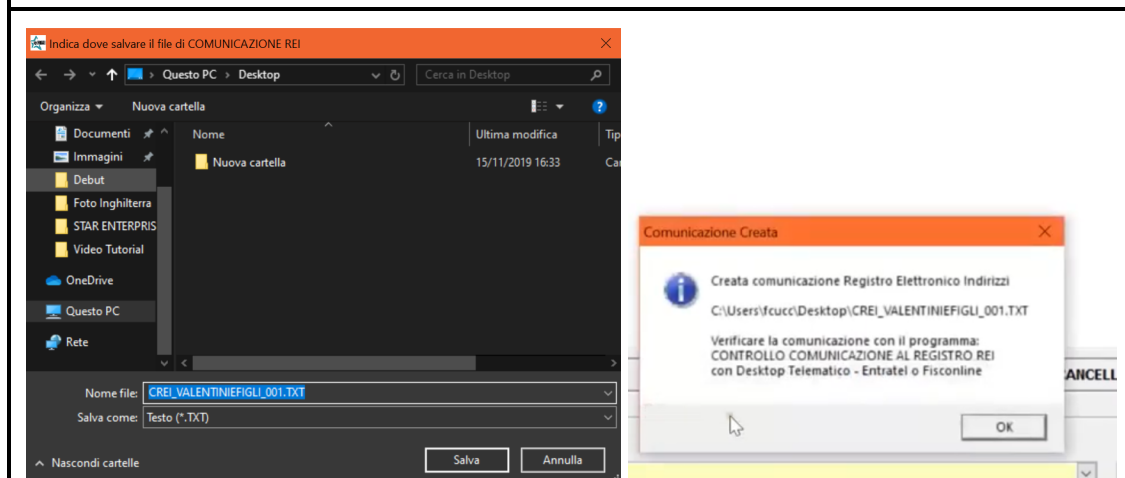 Indica dove salvare il file di COMUNICAZIONE REI
Questo PC > Desktop
Cerca in Desktop
Organizza
Nuova cartella
Nome
Ultima modifica
Tip
Documenti
Immagini
Debut
Foto Inghilterra
STAR ENTERPRIS
Video Tutorial
OneDrive
Questo PC
Rete
Nuova cartella
15/11/2019 16:33
Ca
Nome file: CREI_VALENTINIEFIGLI_001.TXT
Salva come: Testo (*.TXT)
Nascondi cartelle
Salva
Annulla
Comunicazione Creata
Creata comunicazione Registro Elettronico Indirizzi
C:\Users\fcucc\Desktop\CREI_VALENTINIEFIGLI_001.TXT
Verificare la comunicazione con il programma:
CONTROLLO COMUNICAZIONE AL REGISTRO REI
con Desktop Telematico - Entratel o Fisconline
OK
ANCELL